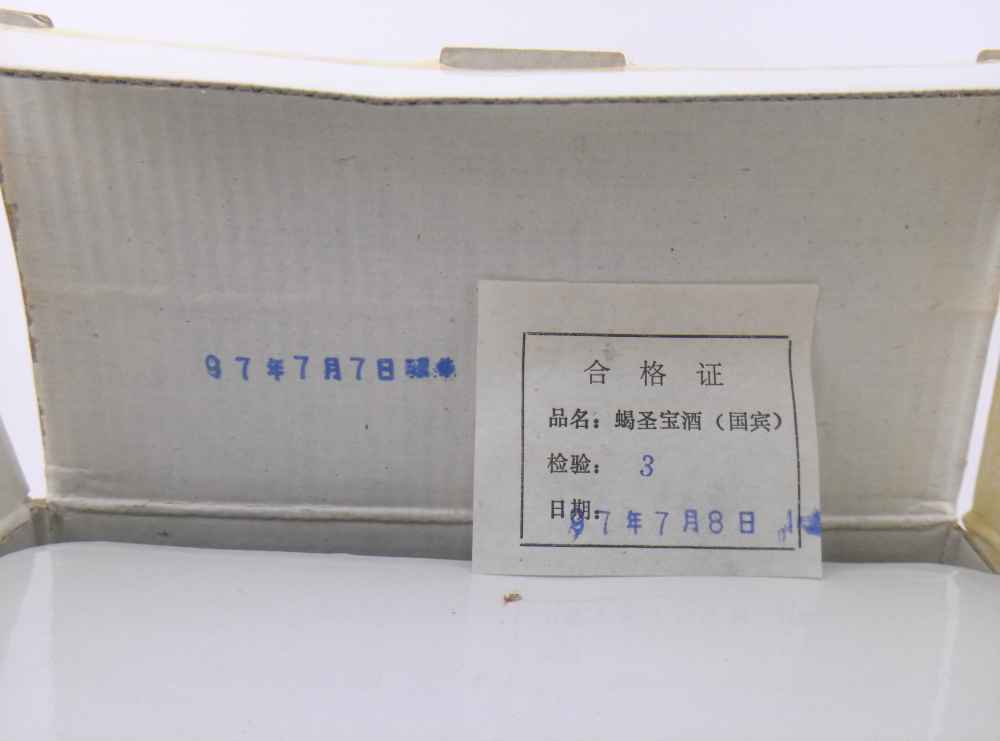 97年7月7日
合格证
品名：蝎圣宝酒（国宾）
检验：3
日期：97年7月8日